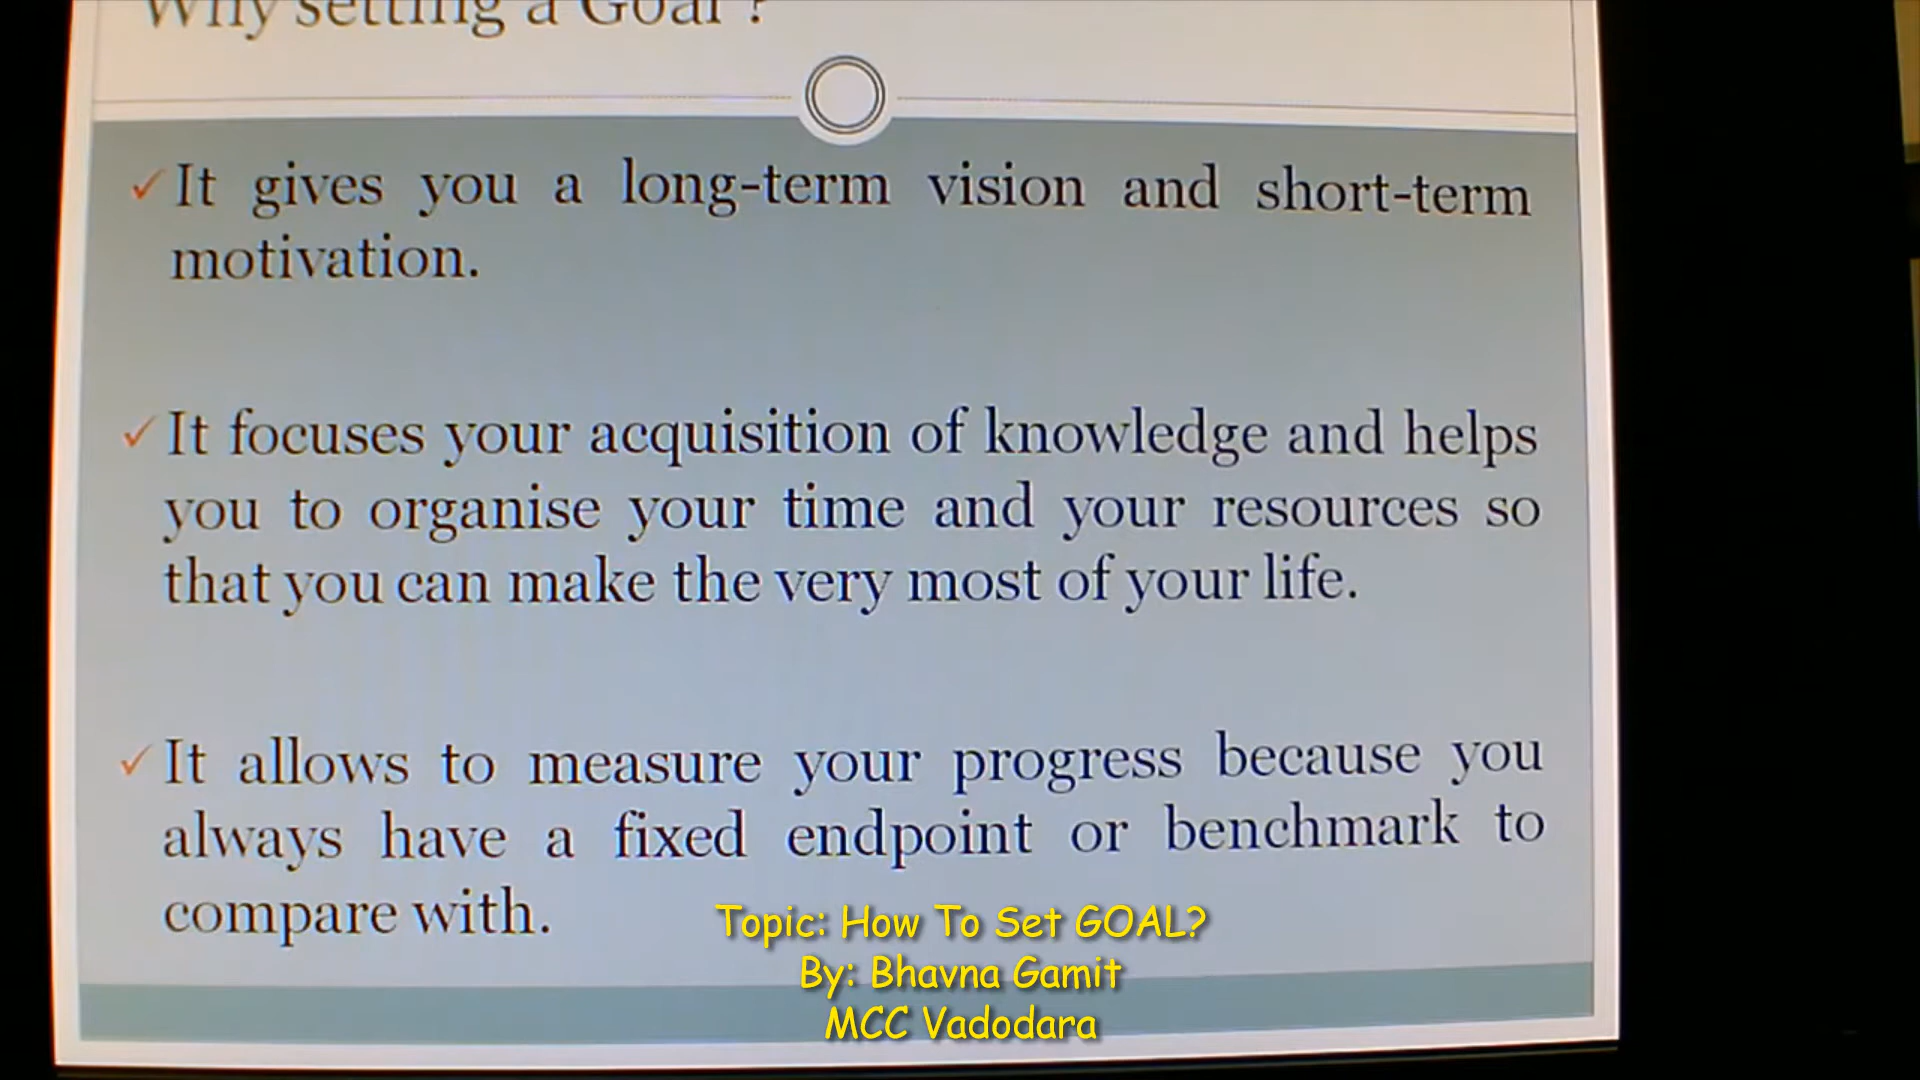 Why setting a Goal ?
It gives you a long-term vision and short-term
motivation.
It focuses your acquisition of knowledge and helps
you to organise your time and your resources so
that you can make the very most of your life.
It allows to measure your progress because you
always have a fixed endpoint or benchmark to
compare with.
Topic: How To Set GOAL?
By: Bhavna Gamit
MCC Vadodara